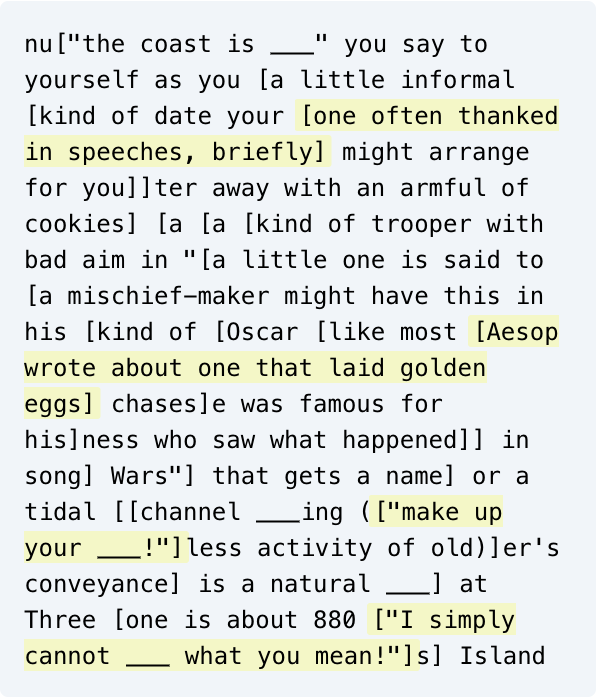 nu["the coast is ___" you say to
yourself as you [a little informal
[kind of date your [one often thanked
in speeches, briefly] might arrange
for you]]ter away with an armful of
cookies] [a [a [kind of trooper with
bad aim in "[a little one is said to
[a mischief-maker might have this in
his [kind of [Oscar [like most [Aesop
wrote about one that laid golden
eggs] chases]e was famous for
his]ness who saw what happened]] in
song] Wars"] that gets a name] or a
tidal [[channel ___ing (["make up
your ___!"]less activity of old)]er's
conveyance] is a natural ___] at
Three [one is about 880 ["I simply
cannot ___ what you mean!"]s] Island